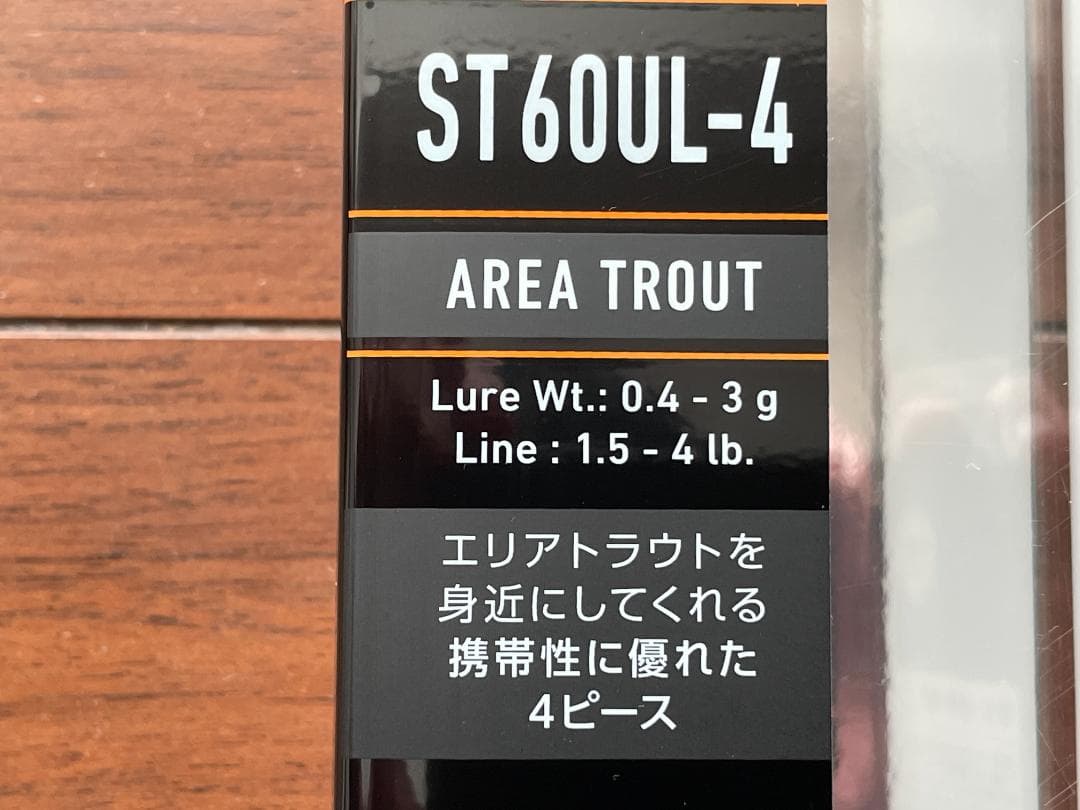 ST60UL-4
AREA TROUT
Lure Wt.: 0.4 - 3 g
Line : 1.5 - 4 lb.
エリアトラウトを
身近にしてくれる
携帯性に優れた
4ピース